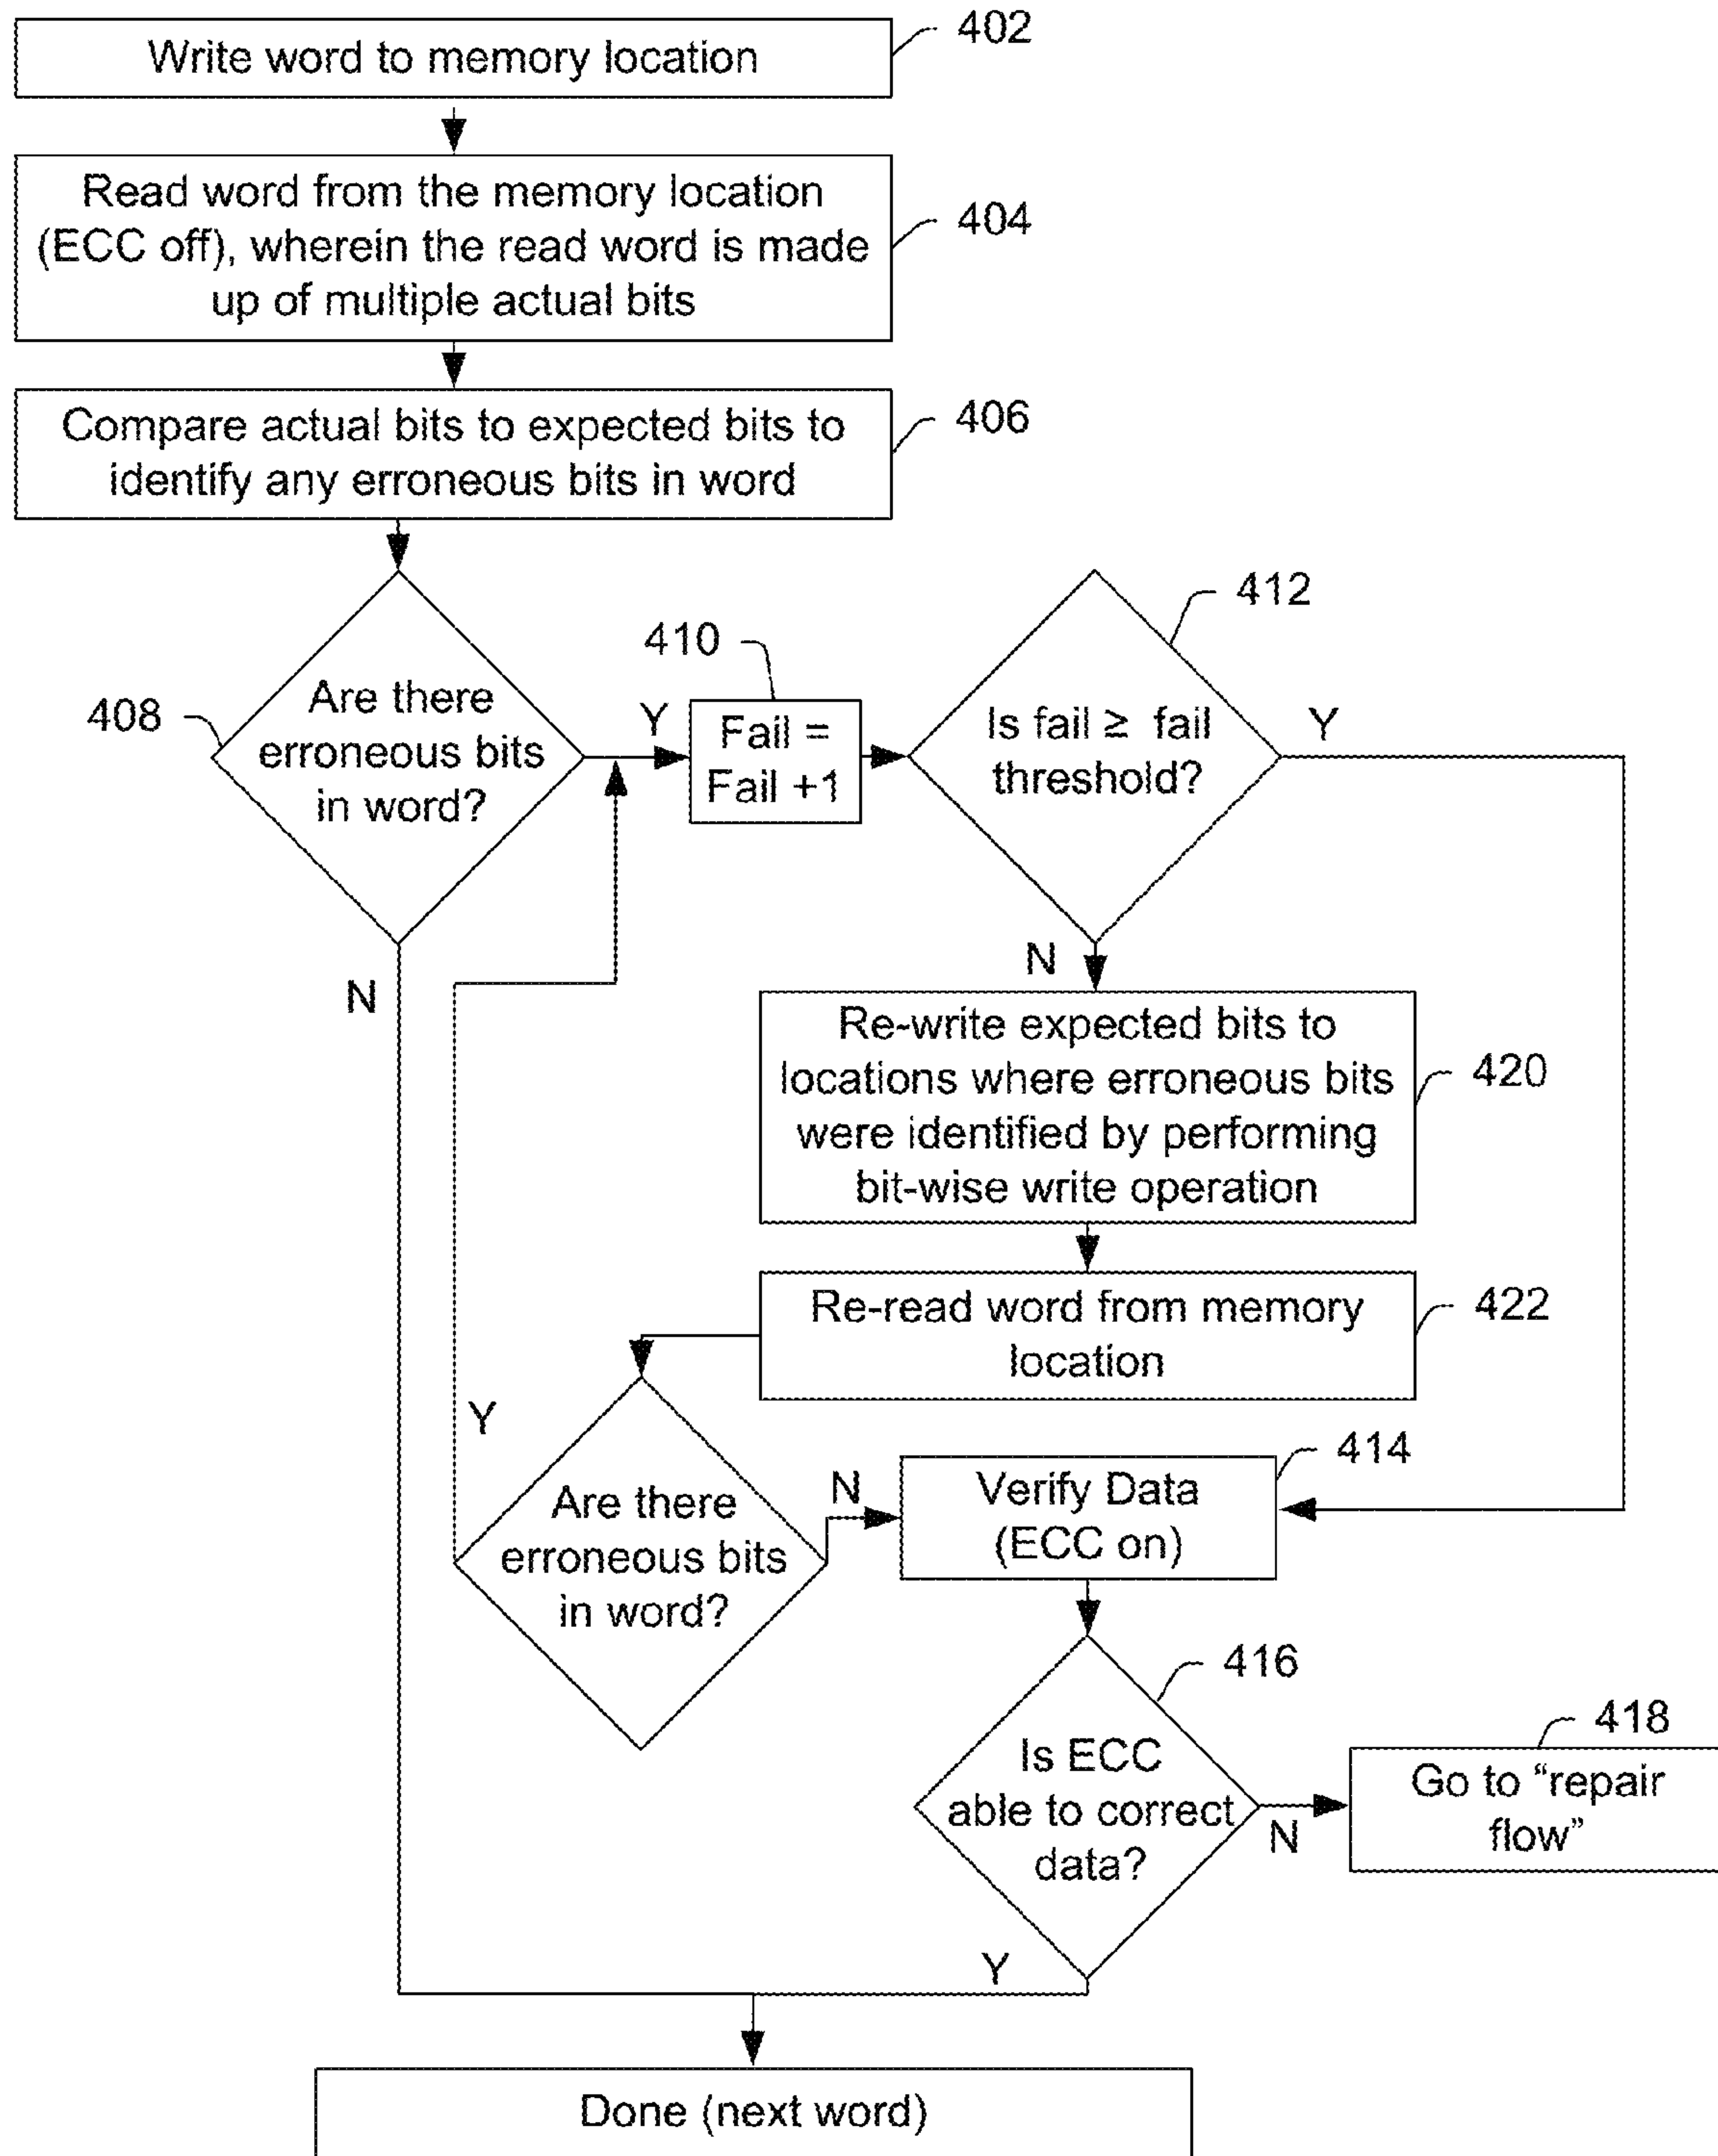 Write word to memory location
402
Read word from the memory location
(ECC off), wherein the read word is made
up of multiple actual bits
404
Compare actual bits to expected bits to
identify any erroneous bits in word
406
408
Are there
erroneous bits
in word?
Y
N
410
Fail =
Fail +1
412
Is fail ≥ fail
threshold?
Y
N
Re-write expected bits to
locations where erroneous bits
were identified by performing
bit-wise write operation
420
Re-read word from memory
location
422
Are there
erroneous bits
in word?
Y
N
Verify Data
(ECC on)
414
Is ECC
able to correct
data?
416
N
Y
Go to “repair
flow”
418
Done (next word)